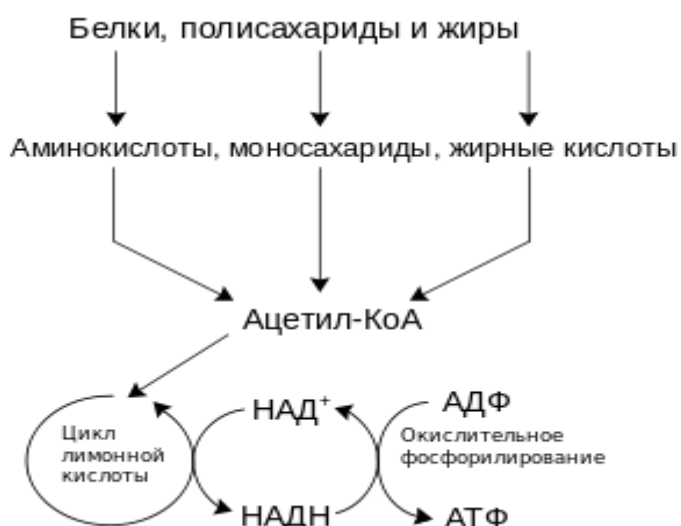 Белки, полисахариды и жиры
Аминокислоты, моносахариды, жирные кислоты
Ацетил-КоА
Цикл
лимонной
кислоты
НАД⁺
НАДН
АДФ
Окислительное
фосфорилирование
АТФ